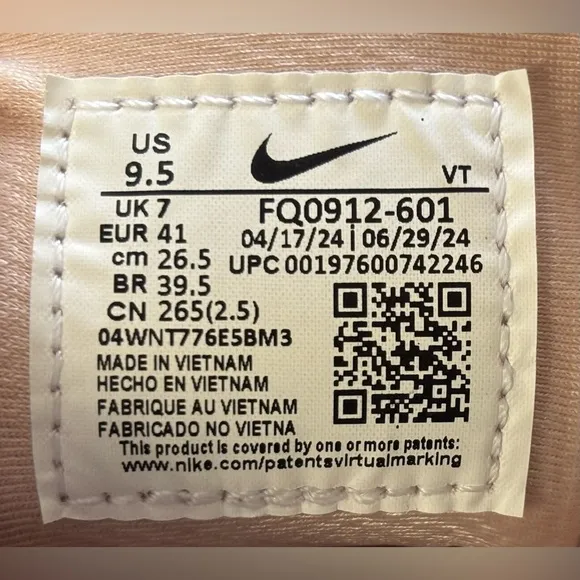 US
9.5
VT
UK 7
FQ0912-601
EUR 41
04/17/24 | 06/29/24
cm 26.5
UPC 00197600742246
BR 39.5
CN 265(2.5)
04WNT776E5BM3
MADE IN VIETNAM
HECHO EN VIETNAM
FABRIQUE AU VIETNAM
FABRICADO NO VIETNA
This product is covered by one or more patents:
www.nike.com/patentsvirtualmarking